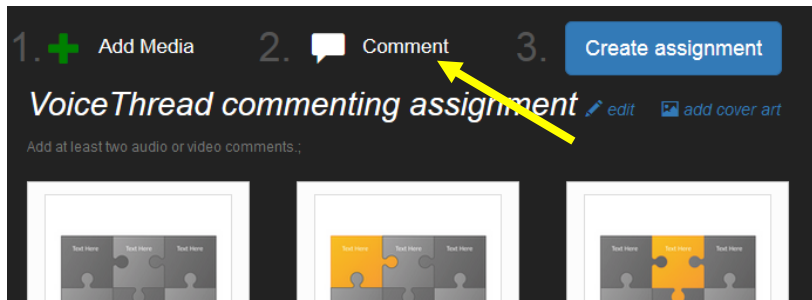 1. Add Media 2. Comment 3. Create assignment
VoiceThread commenting assignment edit add cover art
Add at least two audio or video comments.;
Text Here Text Here Text Here Text Here Text Here Text Here Text Here Text Here Text Here